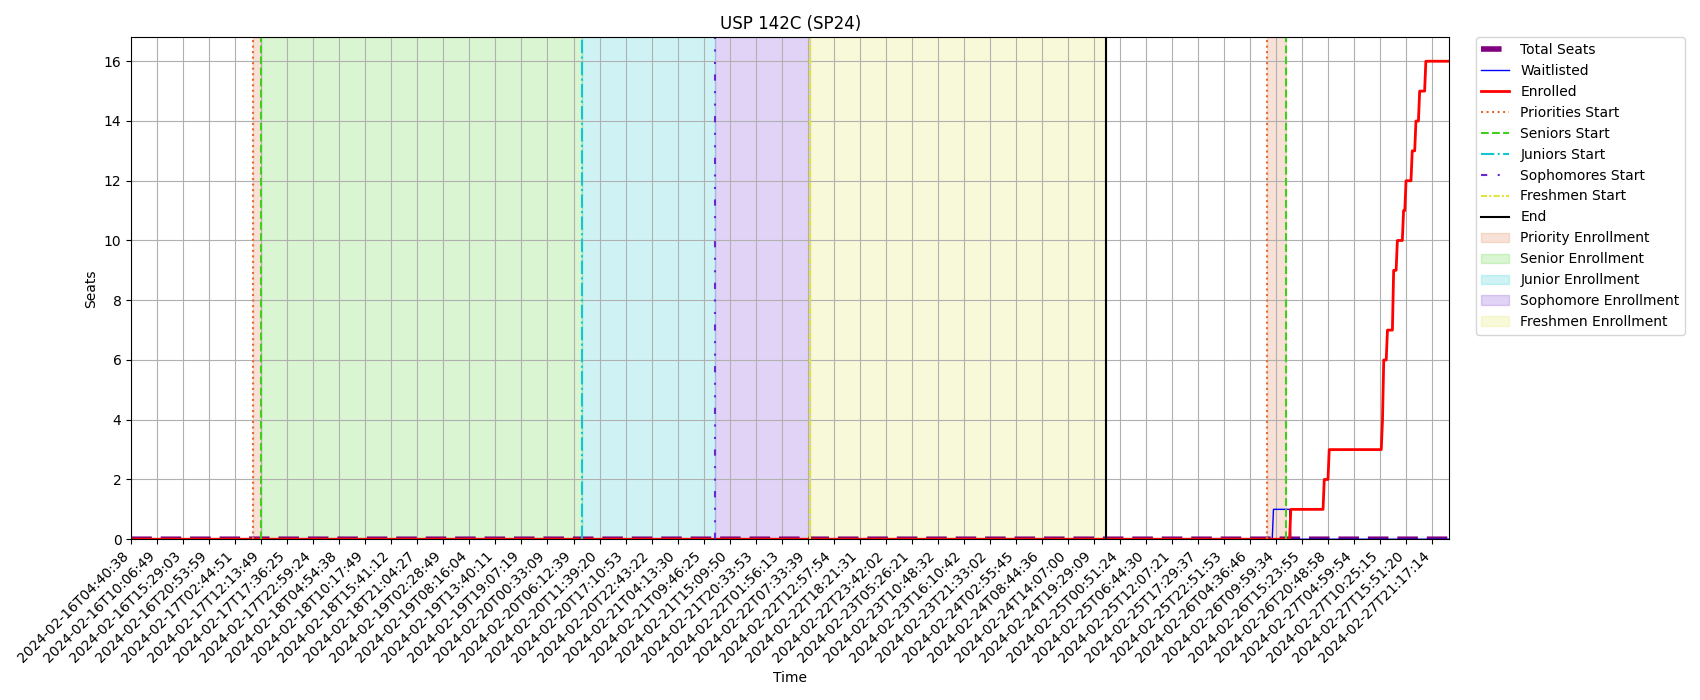 USP 142C (SP24)
Seats
16
14
12
10
8
6
4
2
0
2024-02-16T04:40:38
2024-02-16T10:06:49
2024-02-16T15:29:03
2024-02-16T20:53:59
2024-02-17T02:44:51
2024-02-17T12:13:49
2024-02-17T17:36:25
2024-02-17T22:59:24
2024-02-18T04:54:38
2024-02-18T10:17:49
2024-02-18T15:41:12
2024-02-18T21:04:27
2024-02-19T02:28:49
2024-02-19T08:16:04
2024-02-19T13:40:11
2024-02-19T19:07:19
2024-02-20T00:33:09
2024-02-20T06:12:39
2024-02-20T11:39:20
2024-02-20T17:10:53
2024-02-20T22:43:22
2024-02-21T04:13:30
2024-02-21T09:46:25
2024-02-21T15:09:50
2024-02-21T20:33:53
2024-02-22T01:56:13
2024-02-22T07:33:39
2024-02-22T12:57:54
2024-02-22T18:21:31
2024-02-22T23:42:02
2024-02-23T05:26:21
2024-02-23T10:48:32
2024-02-23T16:10:42
2024-02-23T21:33:02
2024-02-24T02:55:45
2024-02-24T08:44:36
2024-02-24T14:07:00
2024-02-24T19:29:09
2024-02-25T00:51:24
2024-02-25T06:44:30
2024-02-25T12:07:21
2024-02-25T17:29:37
2024-02-25T22:51:53
2024-02-26T04:36:46
2024-02-26T09:59:34
2024-02-26T15:23:55
2024-02-26T20:48:58
2024-02-27T04:59:54
2024-02-27T10:25:15
2024-02-27T15:51:20
2024-02-27T21:17:14
Time
Total Seats
Waitlisted
Enrolled
Priorities Start
Seniors Start
Juniors Start
Sophomores Start
Freshmen Start
End
Priority Enrollment
Senior Enrollment
Junior Enrollment
Sophomore Enrollment
Freshmen Enrollment